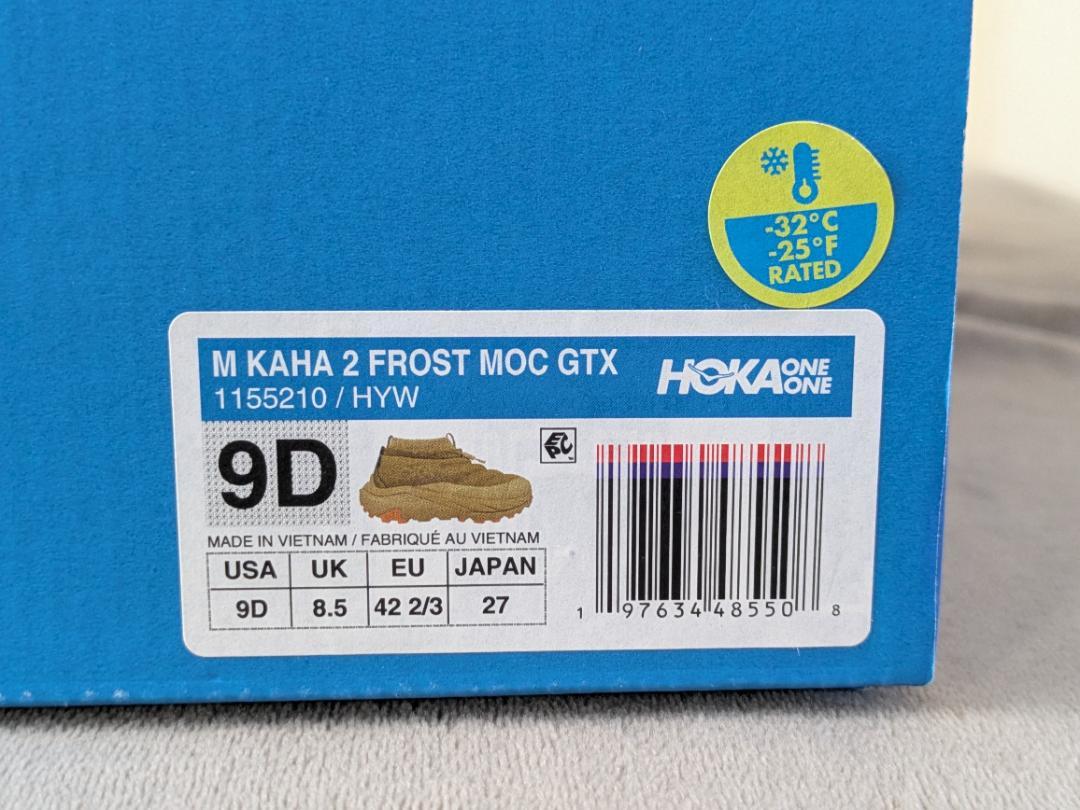 -32°C
-25°F
RATED
M KAHA 2 FROST MOC GTX
1155210 / HYW
HOKA ONE ONE
9D
EPC
MADE IN VIETNAM / FABRIQUÉ AU VIETNAM
USA UK EU JAPAN
9D 8.5 42 2/3 27
1 97634 48550 8